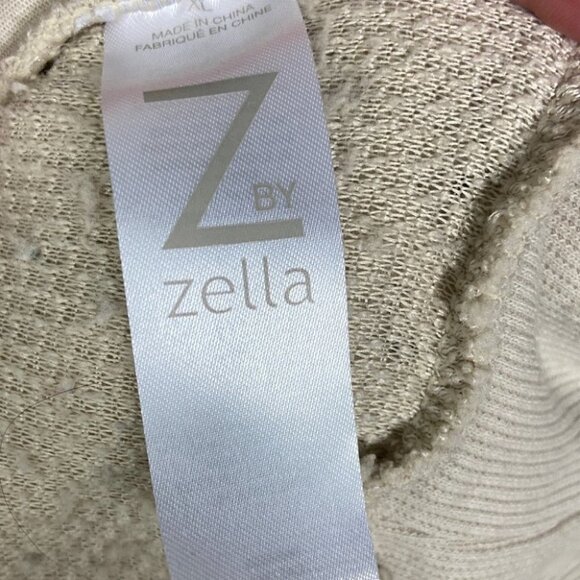 XL
MADE IN CHINA
FABRIQUÉ EN CHINE
Z BY
zella